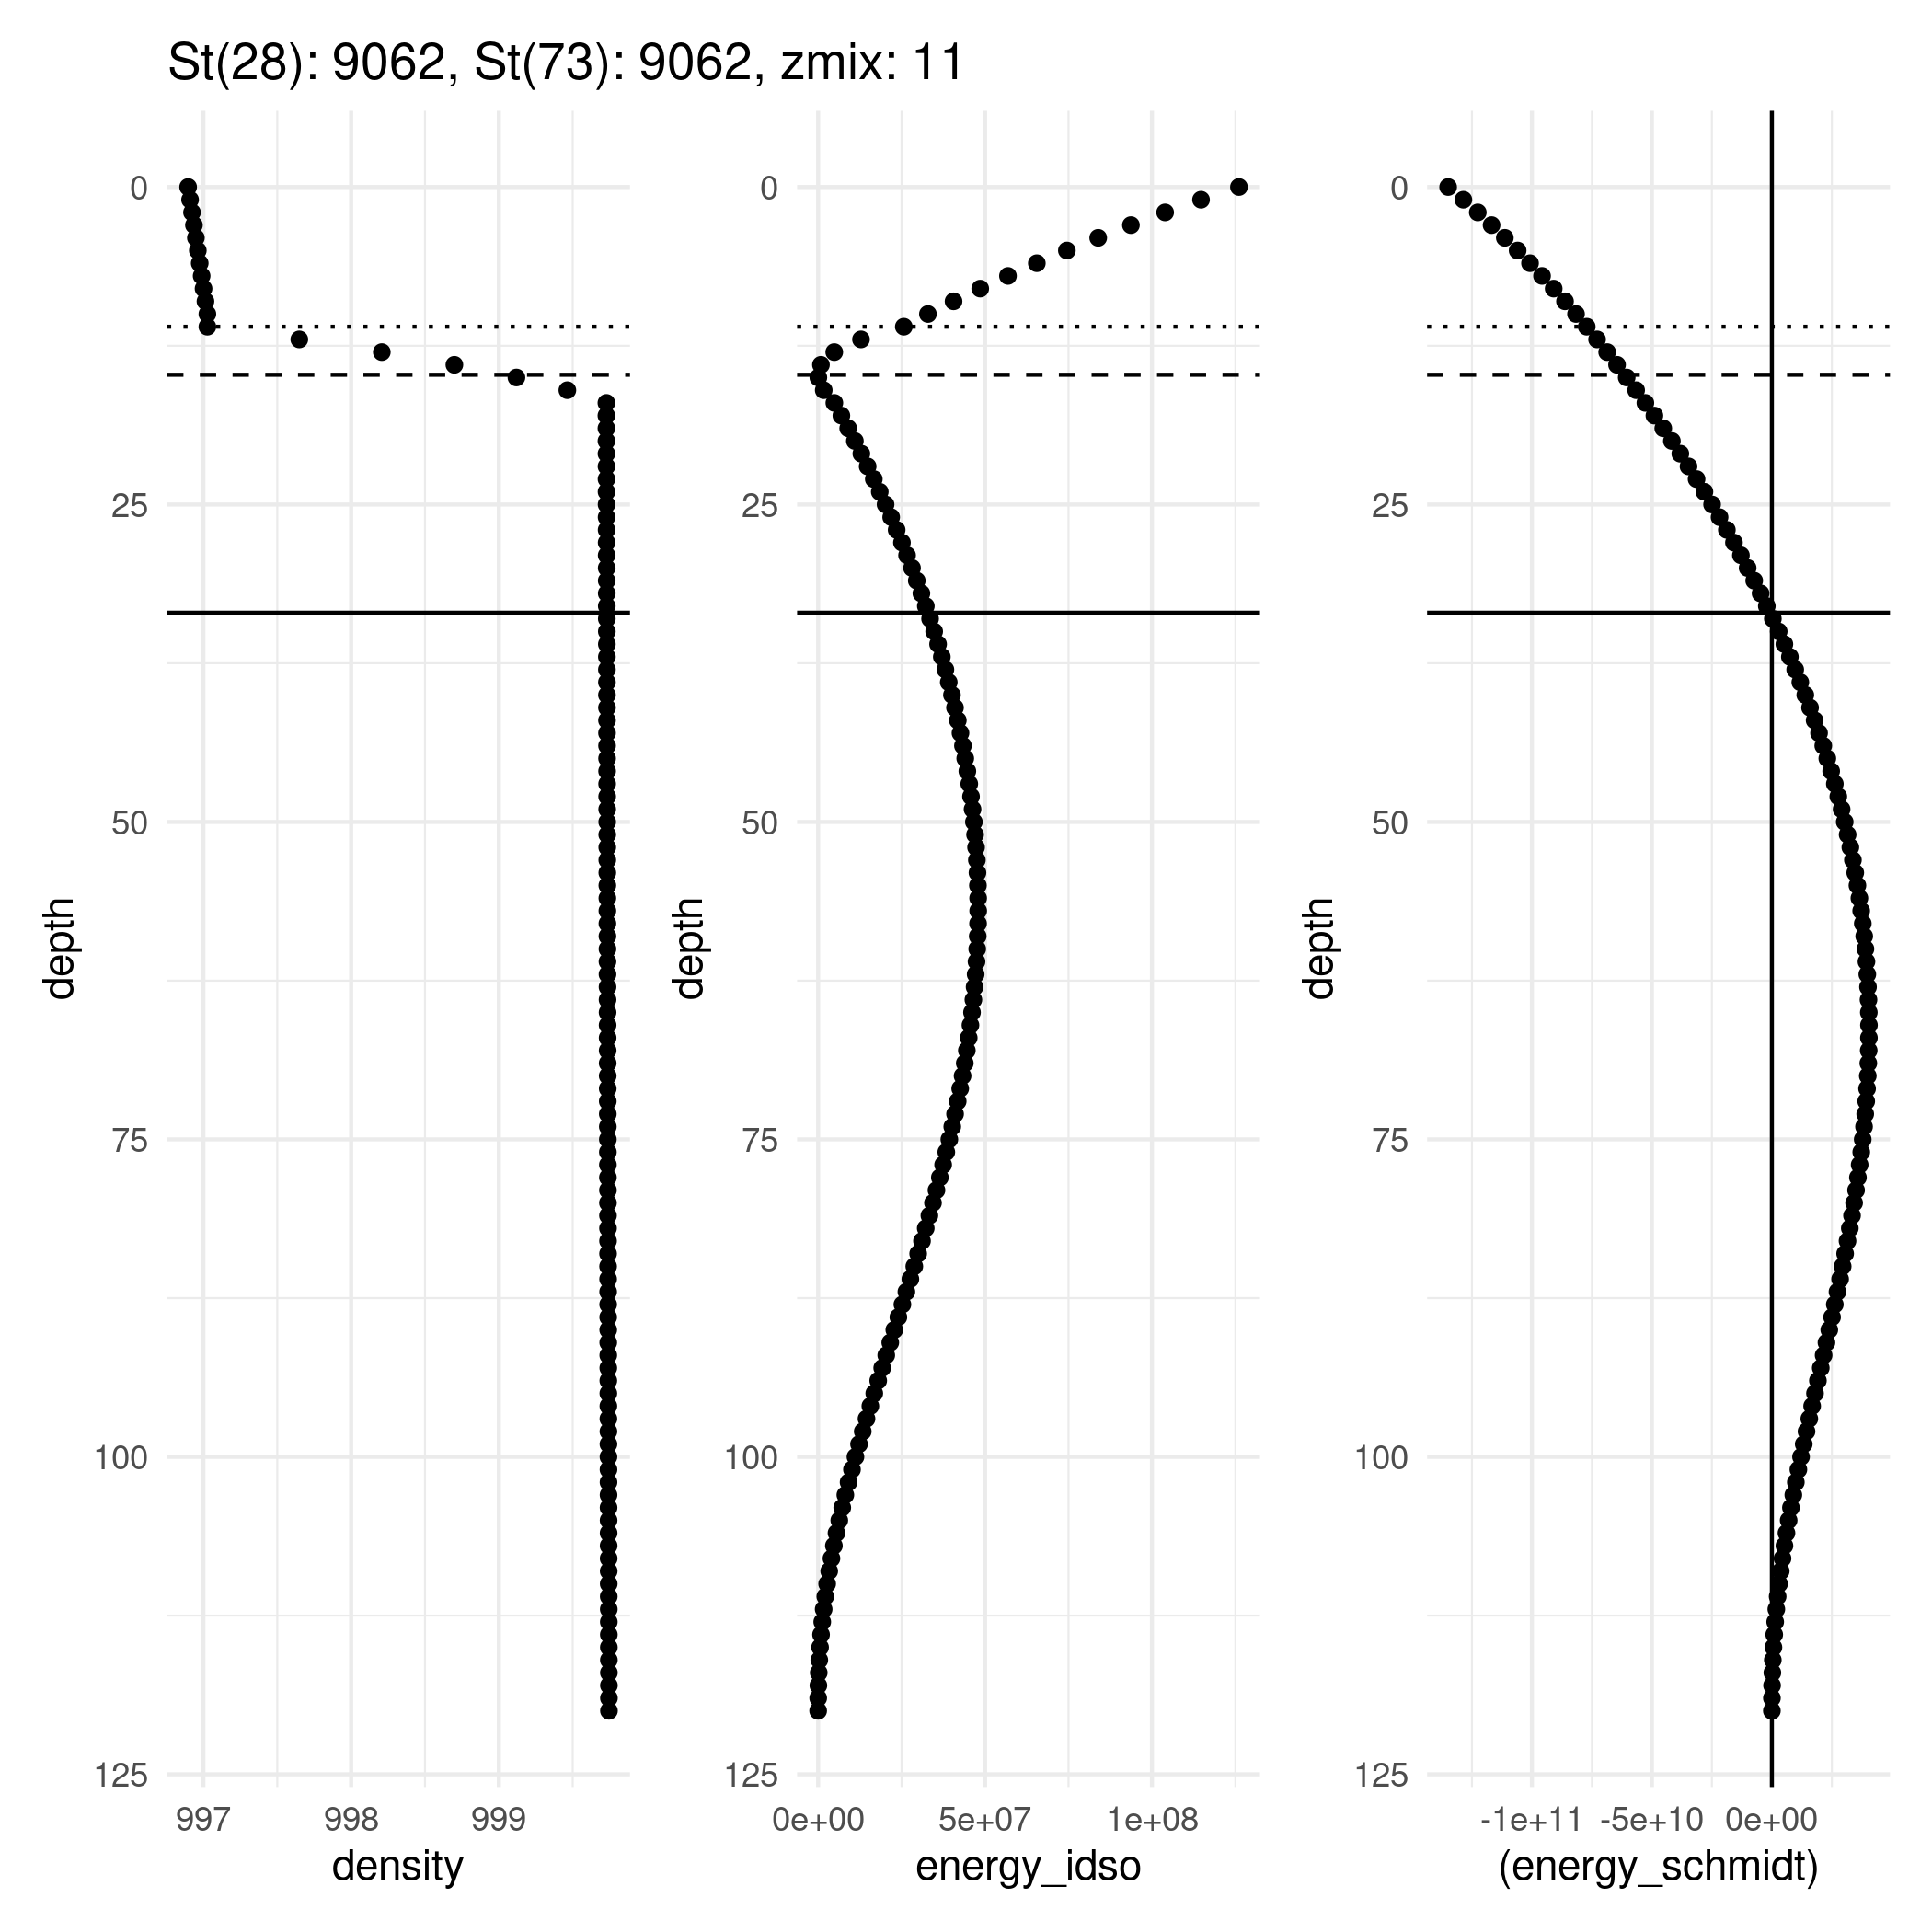 St(28): 9062, St(73): 9062, zmix: 11
depth
0
25
50
75
100
125
997 998 999
density
depth
0
25
50
75
100
125
0e+00 5e+07 1e+08
energy_idso
depth
0
25
50
75
100
125
-1e+11 -5e+10 0e+00
(energy_schmidt)